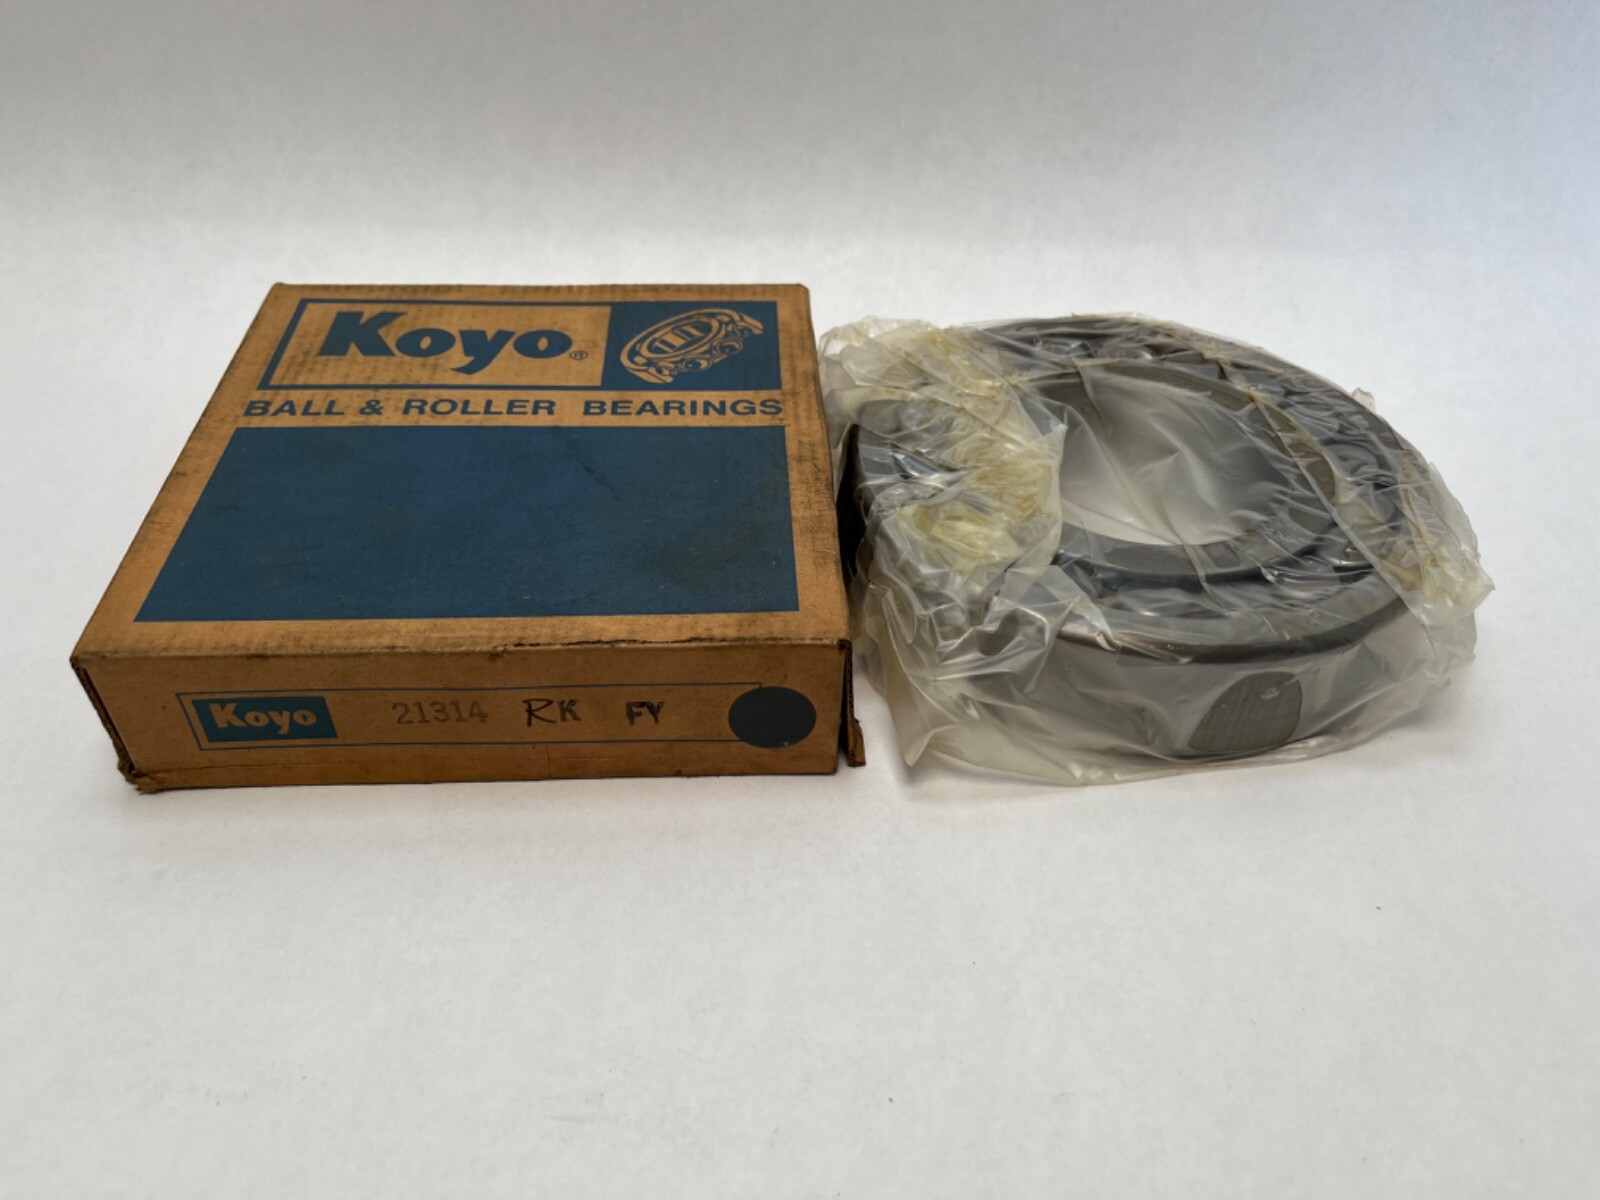 Koyo®
BALL & ROLLER BEARINGS
Koyo 21314 RK FY